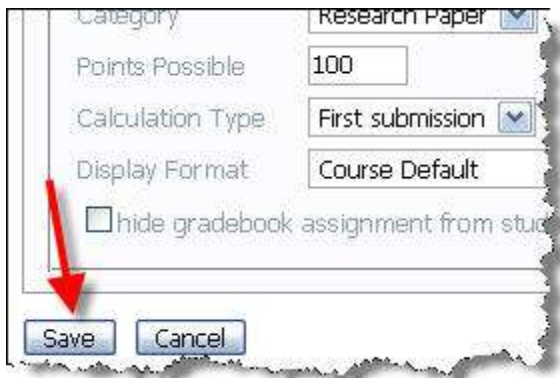 Category Research Paper
Points Possible 100
Calculation Type First submission
Display Format Course Default
hide gradebook assignment from
Save Cancel